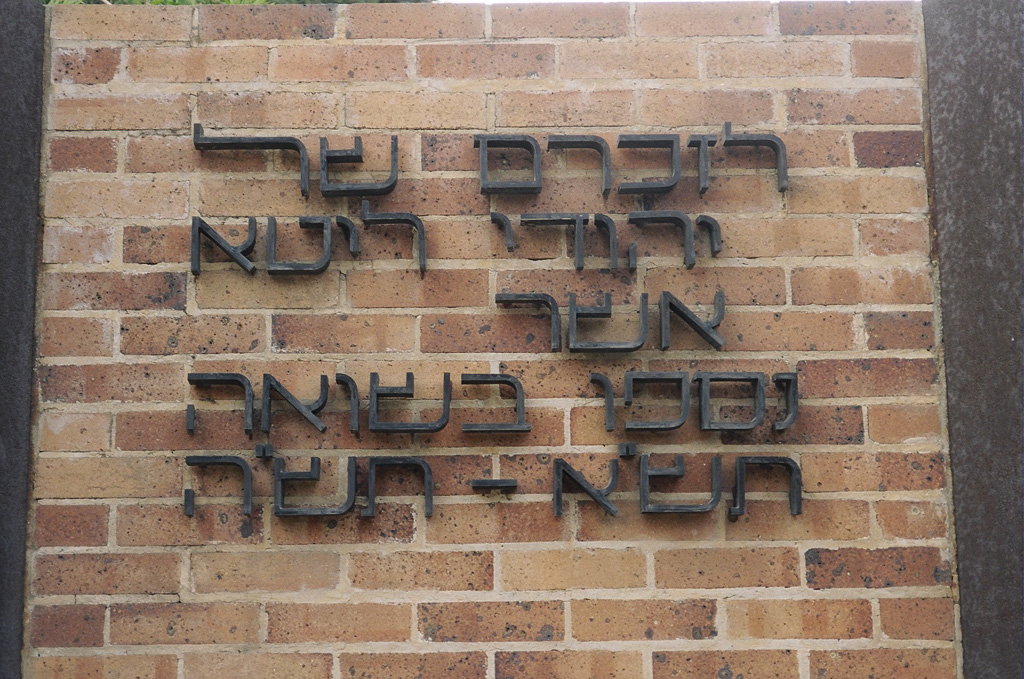 לזכרם של
יהודי ליטא
אשר
נספו בשואה
תש"א - תש"ה